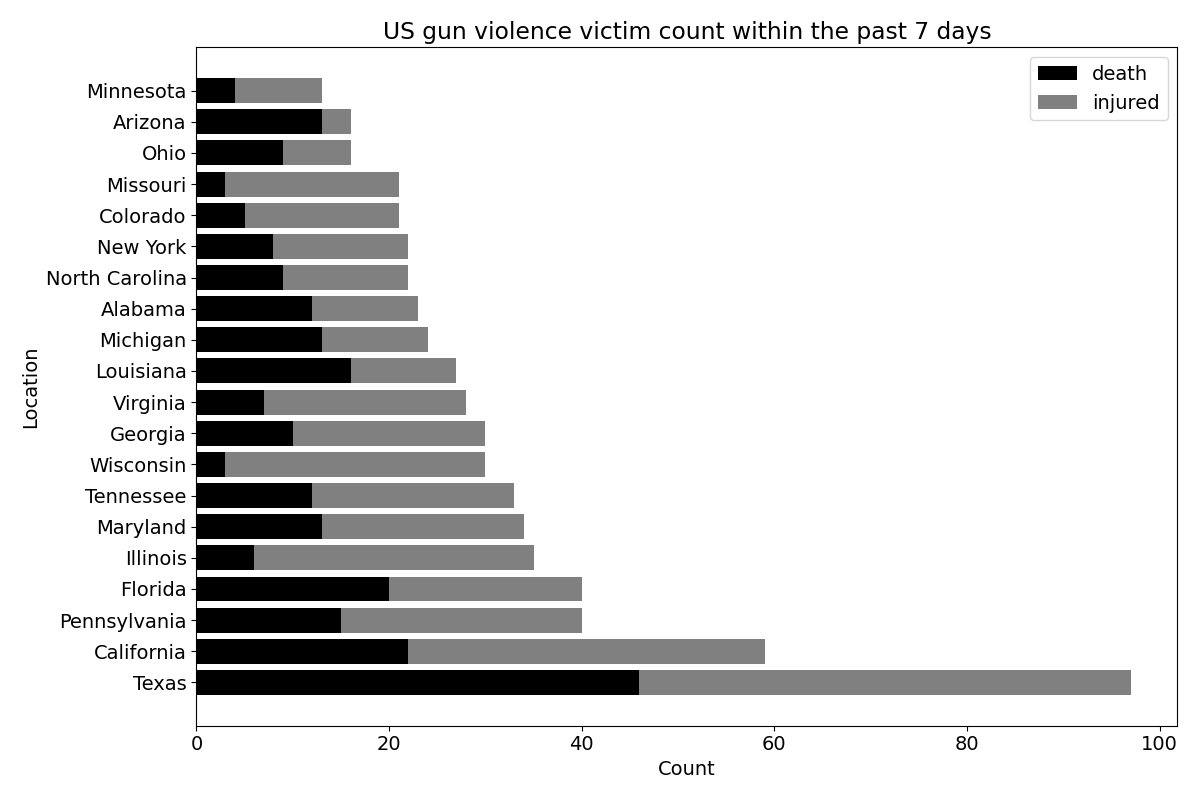 US gun violence victim count within the past 7 days
death
injured
Minnesota
Arizona
Ohio
Missouri
Colorado
New York
North Carolina
Alabama
Michigan
Louisiana
Virginia
Georgia
Wisconsin
Tennessee
Maryland
Illinois
Florida
Pennsylvania
California
Texas
Location
0 20 40 60 80 100
Count